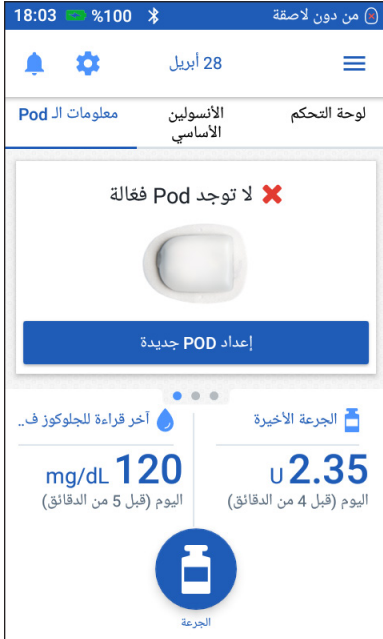 من دون لاصقة
18:03 %100
28 أبريل
لوحة التحكم
الأنسولين الأساسي
معلومات الـ Pod
لا توجد Pod فعّالة
إعداد POD جديدة
الجرعة الأخيرة
2.35 U
اليوم (قبل 4 من الدقائق)
آخر قراءة للجلوكوز ف..
120 mg/dL
اليوم (قبل 5 من الدقائق)
الجرعة